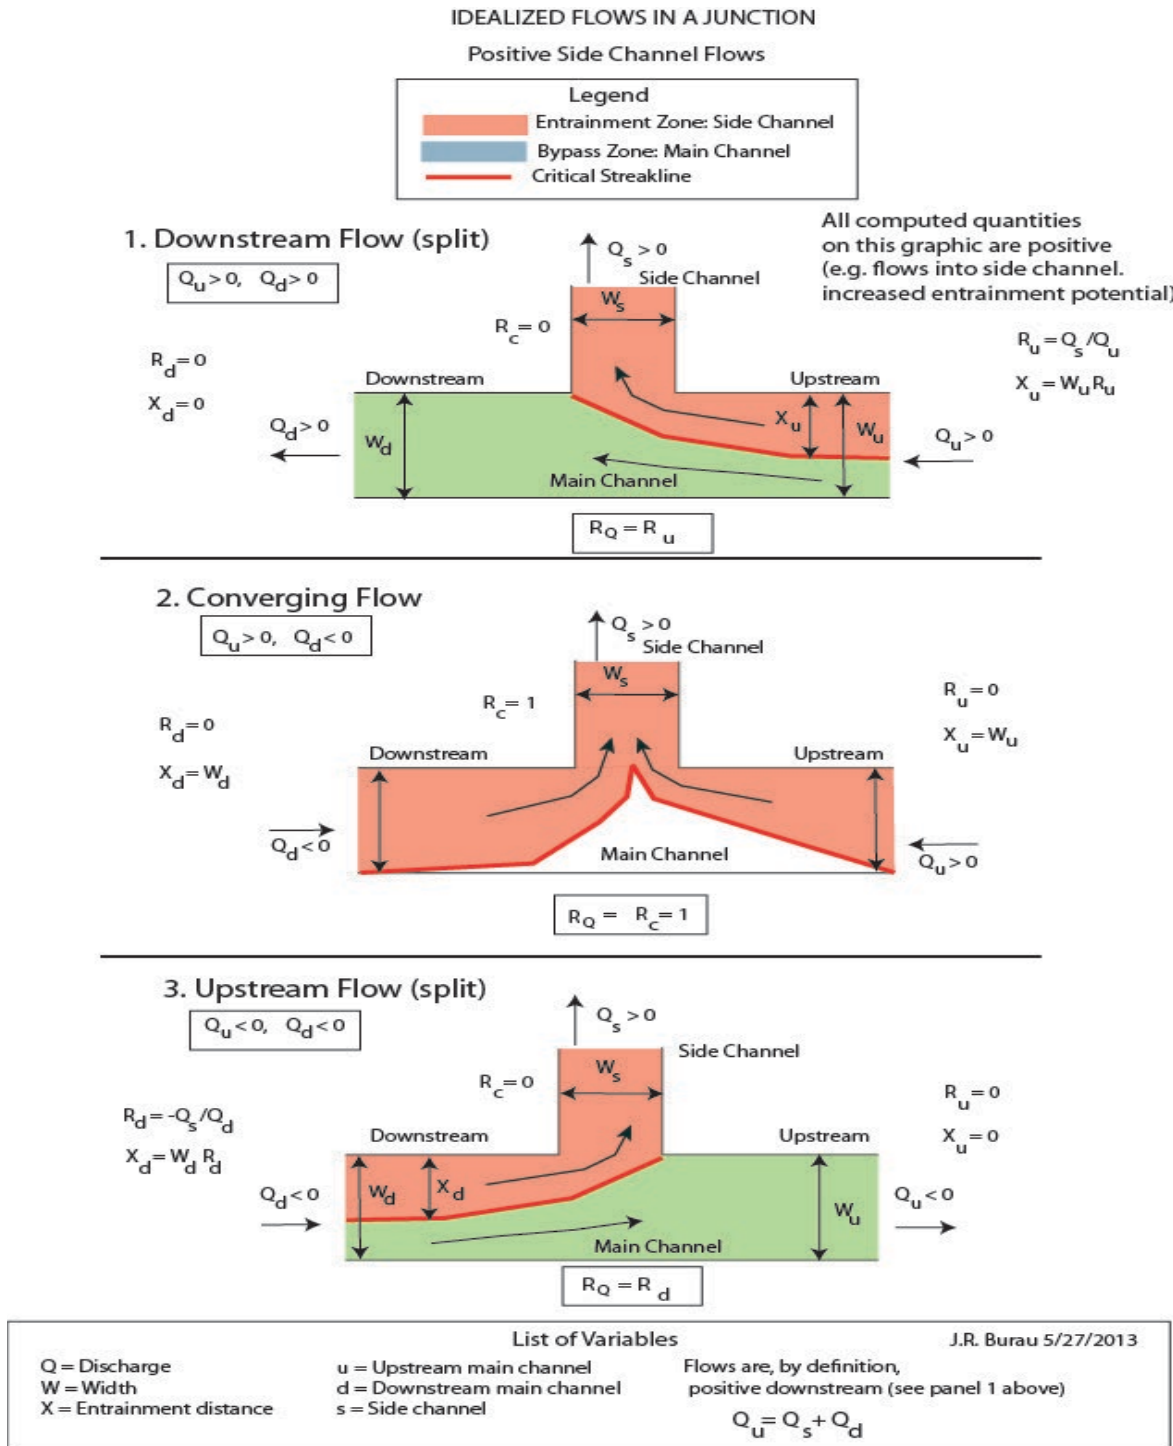 IDEALIZED FLOWS IN A JUNCTION
Positive Side Channel Flows
Legend
Entrainment Zone: Side Channel
Bypass Zone: Main Channel
Critical Streakline
1. Downstream Flow (split)
Qu > 0, Qd > 0
Qs > 0
Side Channel
All computed quantities
on this graphic are positive
(e.g. flows into side channel.
increased entrainment potential)
Ws
Rc = 0
Rd = 0
Xd = 0
Ru = Qs /Qu
Xu = Wu Ru
Downstream
Upstream
Qd > 0
Wd
Xu
Wu
Qu > 0
Main Channel
RQ = Ru
2. Converging Flow
Qu > 0, Qd < 0
Qs > 0
Side Channel
Ws
Rc = 1
Rd = 0
Xd = Wd
Ru = 0
Xu = Wu
Downstream
Upstream
Qd < 0
Main Channel
Qu > 0
RQ = Rc = 1
3. Upstream Flow (split)
Qu < 0, Qd < 0
Qs > 0
Side Channel
Ws
Rc = 0
Rd = -Qs /Qd
Xd = Wd Rd
Ru = 0
Xu = 0
Downstream
Upstream
Qd < 0
Wd
Xd
Wu
Qu < 0
Main Channel
RQ = Rd
List of Variables
J.R. Burau 5/27/2013
Q = Discharge
W = Width
X = Entrainment distance
u = Upstream main channel
d = Downstream main channel
s = Side channel
Flows are, by definition,
positive downstream (see panel 1 above)
Qu = Qs + Qd